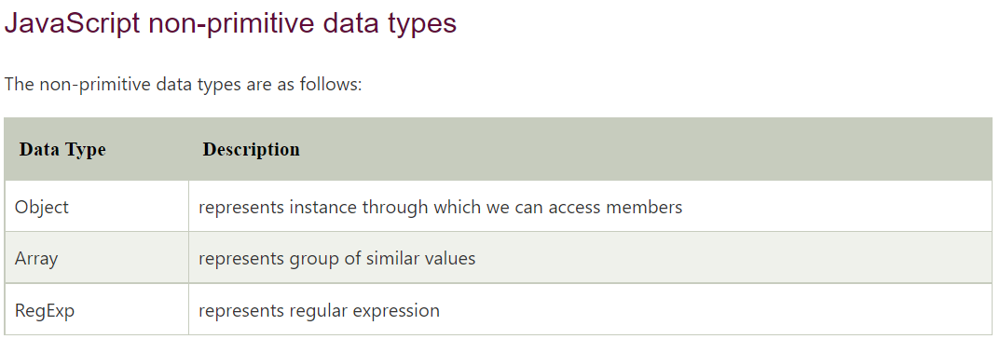 JavaScript non-primitive data types
The non-primitive data types are as follows:
Data Type Description
Object represents instance through which we can access members
Array represents group of similar values
RegExp represents regular expression